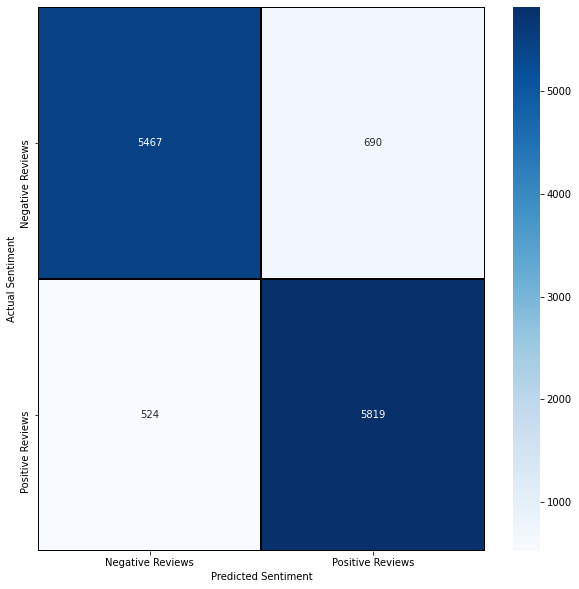 5467
690
524
5819
Negative Reviews
Positive Reviews
Actual Sentiment
Negative Reviews
Positive Reviews
Predicted Sentiment
5000
4000
3000
2000
1000